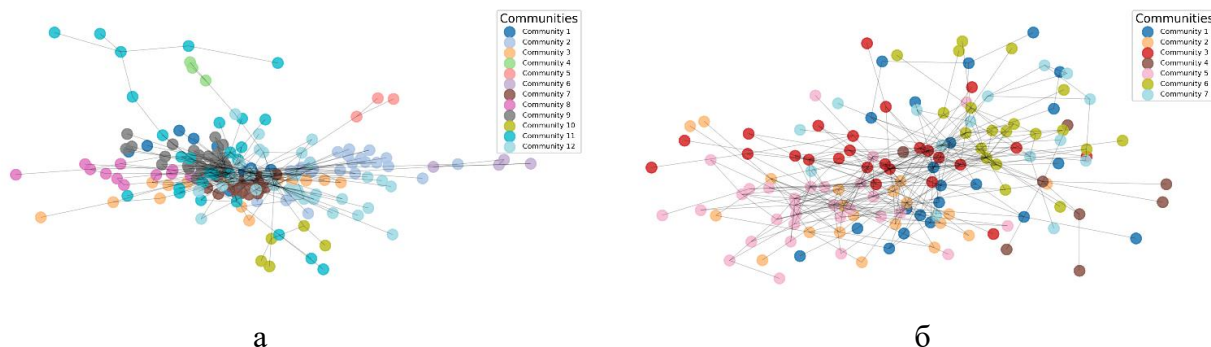 Communities
Community 1
Community 2
Community 3
Community 4
Community 5
Community 6
Community 7
Community 8
Community 9
Community 10
Community 11
Community 12
Communities
Community 1
Community 2
Community 3
Community 4
Community 5
Community 6
Community 7
а
б